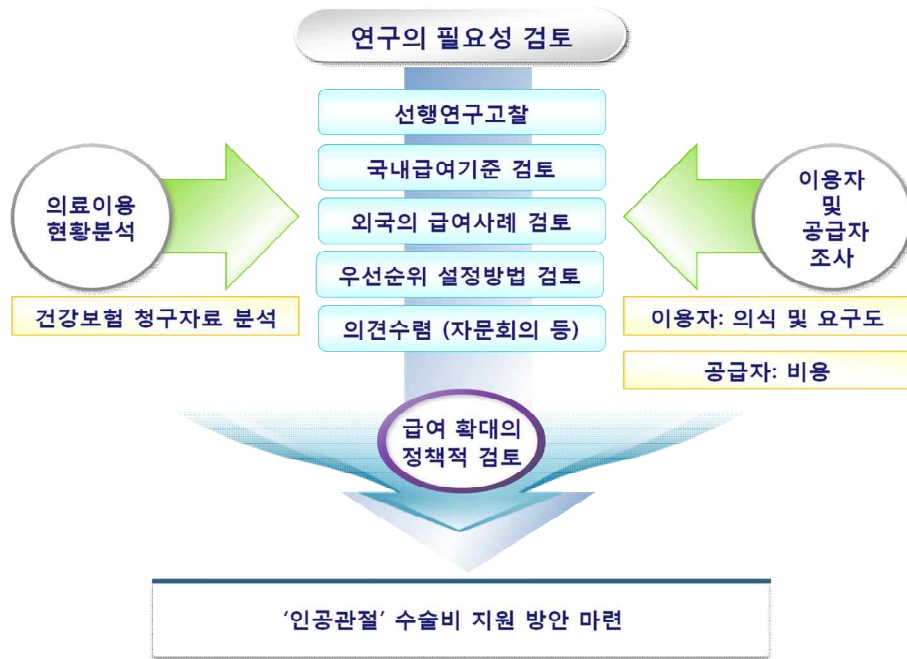 연구의 필요성 검토
선행연구고찰
국내급여기준 검토
외국의 급여사례 검토
우선순위 설정방법 검토
의견수렴 (자문회의 등)
의료이용
현황분석
건강보험 청구자료 분석
이용자
및
공급자
조사
이용자: 의식 및 요구도
공급자: 비용
급여 확대의
정책적 검토
‘인공관절’ 수술비 지원 방안 마련